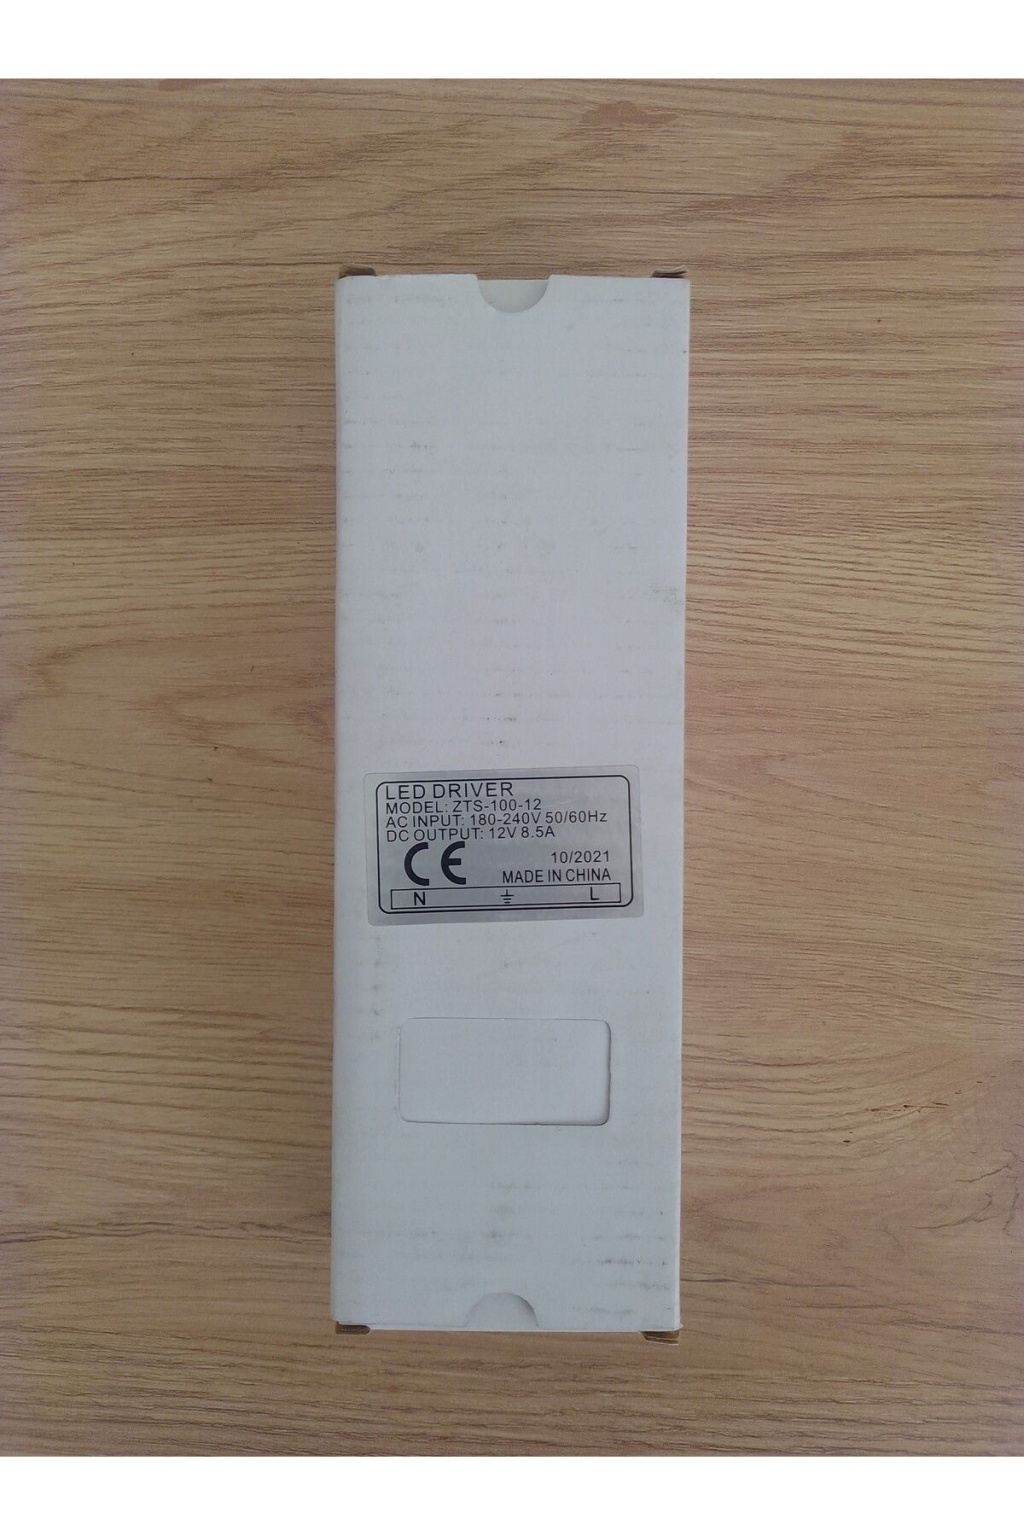 LED DRIVER
MODEL: ZTS-100-12
AC INPUT: 180-240V 50/60Hz
DC OUTPUT: 12V 8.5A
CE
10/2021
MADE IN CHINA
N ⏚ L